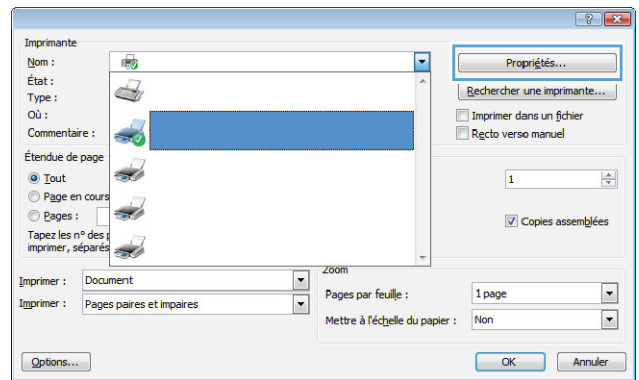 Imprimante
Nom :
Propriétés...
État :
Type :
Rechercher une imprimante...
Où :
Imprimer dans un fichier
Commentaire :
Recto verso manuel
Étendue de page
Tout
1
Page en cours
Pages :
Copies assemblées
Tapez les n° des
imprimer, séparés
Imprimer :
Document
Zoom
Imprimer :
Pages paires et impaires
Pages par feuille :
1 page
Mettre à l'échelle du papier :
Non
Options...
OK
Annuler